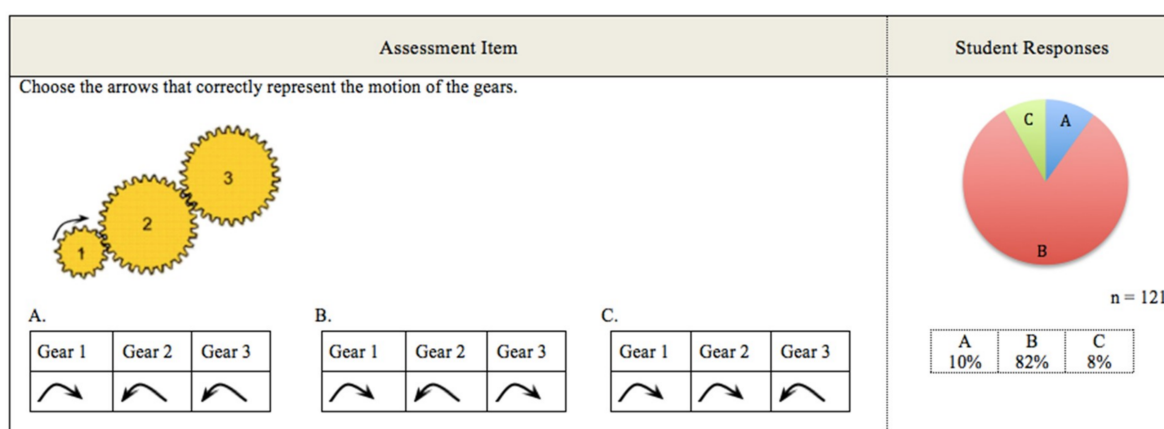 Assessment Item
Student Responses
Choose the arrows that correctly represent the motion of the gears.
1
2
3
A.
Gear 1 Gear 2 Gear 3
B.
Gear 1 Gear 2 Gear 3
C.
Gear 1 Gear 2 Gear 3
C A
B
n = 121
A B C
10% 82% 8%